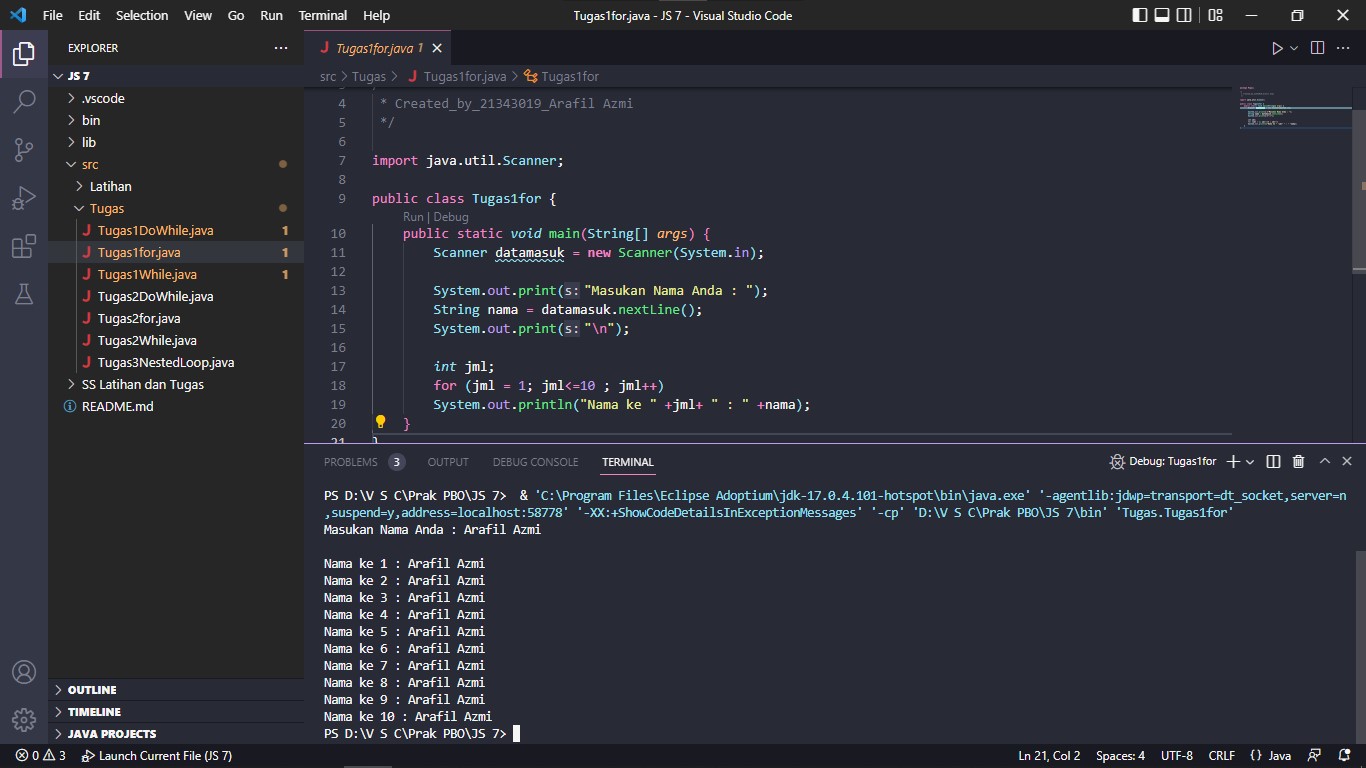 File Edit Selection View Go Run Terminal Help Tugas1for.java - JS 7 - Visual Studio Code
EXPLORER
JS 7
.vscode
bin
lib
src
Latihan
Tugas
Tugas1DoWhile.java 1
Tugas1for.java 1
Tugas1While.java 1
Tugas2DoWhile.java
Tugas2for.java
Tugas2While.java
Tugas3NestedLoop.java
SS Latihan dan Tugas
README.md
OUTLINE
TIMELINE
JAVA PROJECTS
Tugas1for.java 1
src > Tugas > Tugas1for.java > Tugas1for
4 * Created_by_21343019_Arafil Azmi
5 */
6
7 import java.util.Scanner;
8
9 public class Tugas1for {
Run | Debug
10 public static void main(String[] args) {
11 Scanner datamasuk = new Scanner(System.in);
12
13 System.out.print(s: "Masukan Nama Anda : ");
14 String nama = datamasuk.nextLine();
15 System.out.print(s: "\n");
16
17 int jml;
18 for (jml = 1; jml<=10 ; jml++)
19 System.out.println("Nama ke " +jml+ " : " +nama);
20 }
21 }
PROBLEMS 3 OUTPUT DEBUG CONSOLE TERMINAL Debug: Tugas1for
PS D:\V S C\Prak PBO\JS 7> & 'C:\Program Files\Eclipse Adoptium\jdk-17.0.4.101-hotspot\bin\java.exe' '-agentlib:jdwp=transport=dt_socket,server=n
,suspend=y,address=localhost:58778' '-XX:+ShowCodeDetailsInExceptionMessages' '-cp' 'D:\V S C\Prak PBO\JS 7\bin' 'Tugas.Tugas1for'
Masukan Nama Anda : Arafil Azmi
Nama ke 1 : Arafil Azmi
Nama ke 2 : Arafil Azmi
Nama ke 3 : Arafil Azmi
Nama ke 4 : Arafil Azmi
Nama ke 5 : Arafil Azmi
Nama ke 6 : Arafil Azmi
Nama ke 7 : Arafil Azmi
Nama ke 8 : Arafil Azmi
Nama ke 9 : Arafil Azmi
Nama ke 10 : Arafil Azmi
PS D:\V S C\Prak PBO\JS 7>
0 3 Launch Current File (JS 7) Ln 21, Col 2 Spaces: 4 UTF-8 CRLF {} Java